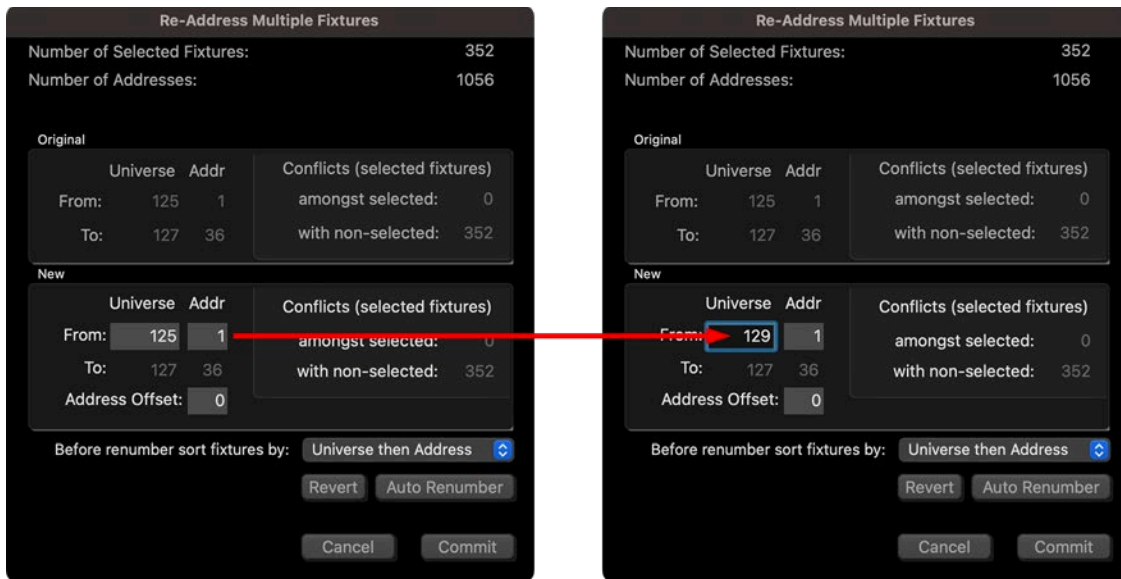 Re-Address Multiple Fixtures
Number of Selected Fixtures: 352
Number of Addresses: 1056
Original
Universe Addr Conflicts (selected fixtures)
From: 125 1 amongst selected: 0
To: 127 36 with non-selected: 352
New
Universe Addr Conflicts (selected fixtures)
From: 125 1 amongst selected: 0
To: 127 36 with non-selected: 352
Address Offset: 0
Before renumber sort fixtures by: Universe then Address
Revert Auto Renumber
Cancel Commit
Re-Address Multiple Fixtures
Number of Selected Fixtures: 352
Number of Addresses: 1056
Original
Universe Addr Conflicts (selected fixtures)
From: 125 1 amongst selected: 0
To: 127 36 with non-selected: 352
New
Universe Addr Conflicts (selected fixtures)
From: 129 1 amongst selected: 0
To: 127 36 with non-selected: 352
Address Offset: 0
Before renumber sort fixtures by: Universe then Address
Revert Auto Renumber
Cancel Commit